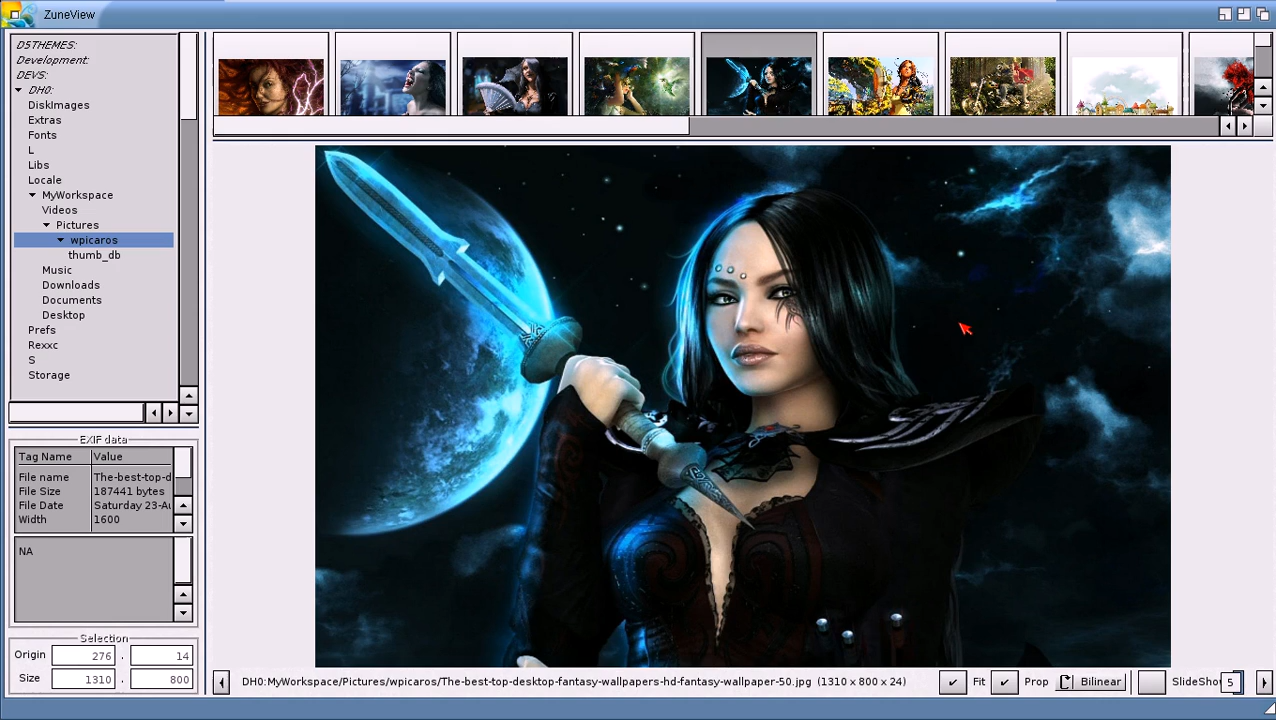 ZuneView
D5THEMES:
Development:
DEVS:
DH0:
DiskImages
Extras
Fonts
L
Libs
Locale
MyWorkspace
Videos
Pictures
wpicaros
thumb_db
Music
Downloads
Documents
Desktop
Prefs
Rexxc
S
Storage
EXIF data
Tag Name Value
File name The-best-top-d
File Size 187441 bytes
File Date Saturday 23-Au
Width 1600
NA
Selection
Origin 276 . 14
Size 1310 . 800
DH0:MyWorkspace/Pictures/wpicaros/The-best-top-desktop-fantasy-wallpapers-hd-fantasy-wallpaper-50.jpg (1310 x 800 x 24) Fit Prop Bilinear SlideShow 5